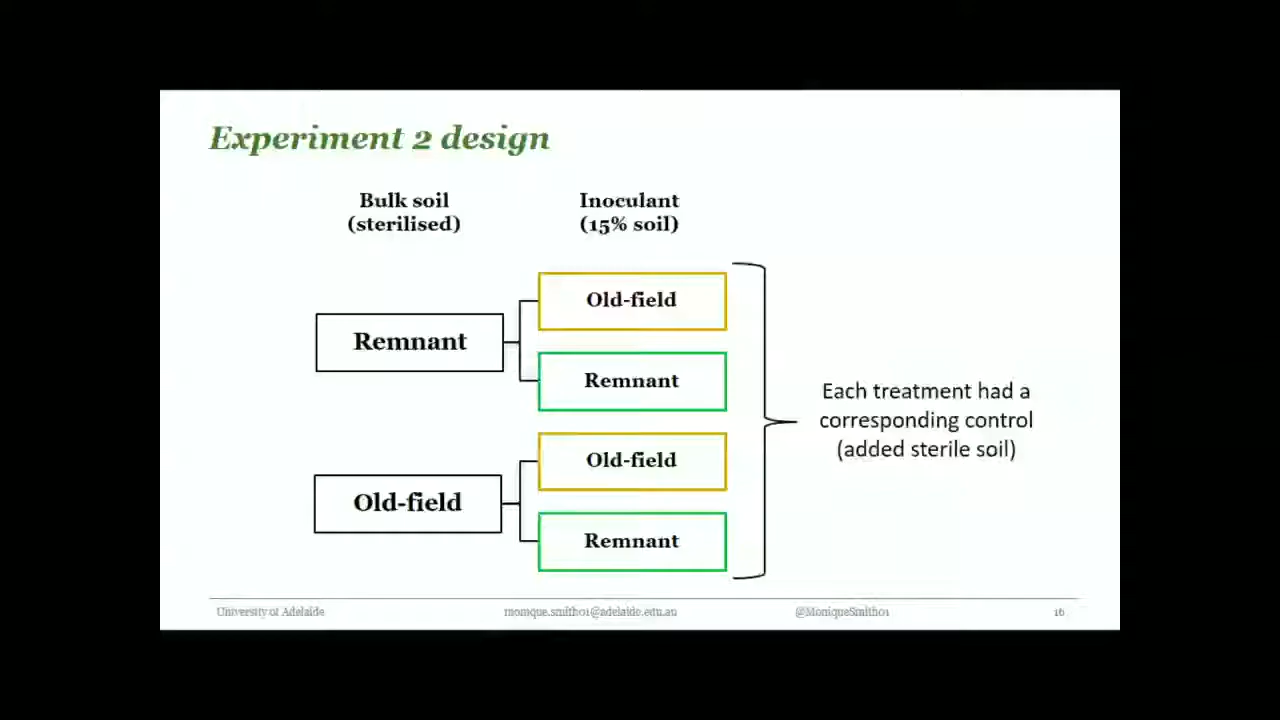 Experiment 2 design
Bulk soil
(sterilised)
Inoculant
(15% soil)
Remnant
Old-field
Remnant
Old-field
Old-field
Remnant
Each treatment had a
corresponding control
(added sterile soil)
University of Adelaide
monique.smith01@adelaide.edu.au
@MoniqueSmith01
16